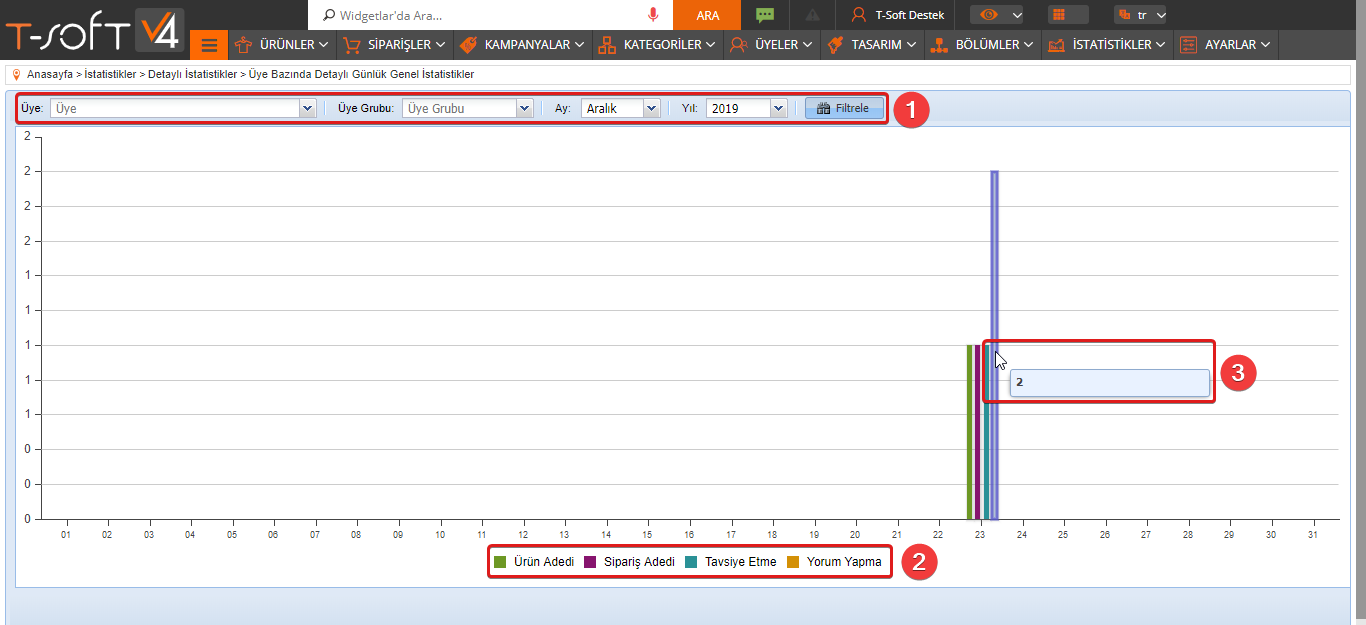 T-SOFT V4
Widgetlar'da Ara...
ARA
T-Soft Destek
tr
ÜRÜNLER
SİPARİŞLER
KAMPANYALAR
KATEGORİLER
ÜYELER
TASARIM
BÖLÜMLER
İSTATİSTİKLER
AYARLAR
Anasayfa > İstatistikler > Detaylı İstatistikler > Üye Bazında Detaylı Günlük Genel İstatistikler
Üye: Üye Üye Grubu: Üye Grubu Ay: Aralık Yıl: 2019 Filtrele 1
2
2
2
2
1
1
1
1
1
0
0
0
2
3
01 02 03 04 05 06 07 08 09 10 11 12 13 14 15 16 17 18 19 20 21 22 23 24 25 26 27 28 29 30 31
Ürün Adedi Sipariş Adedi Tavsiye Etme Yorum Yapma 2